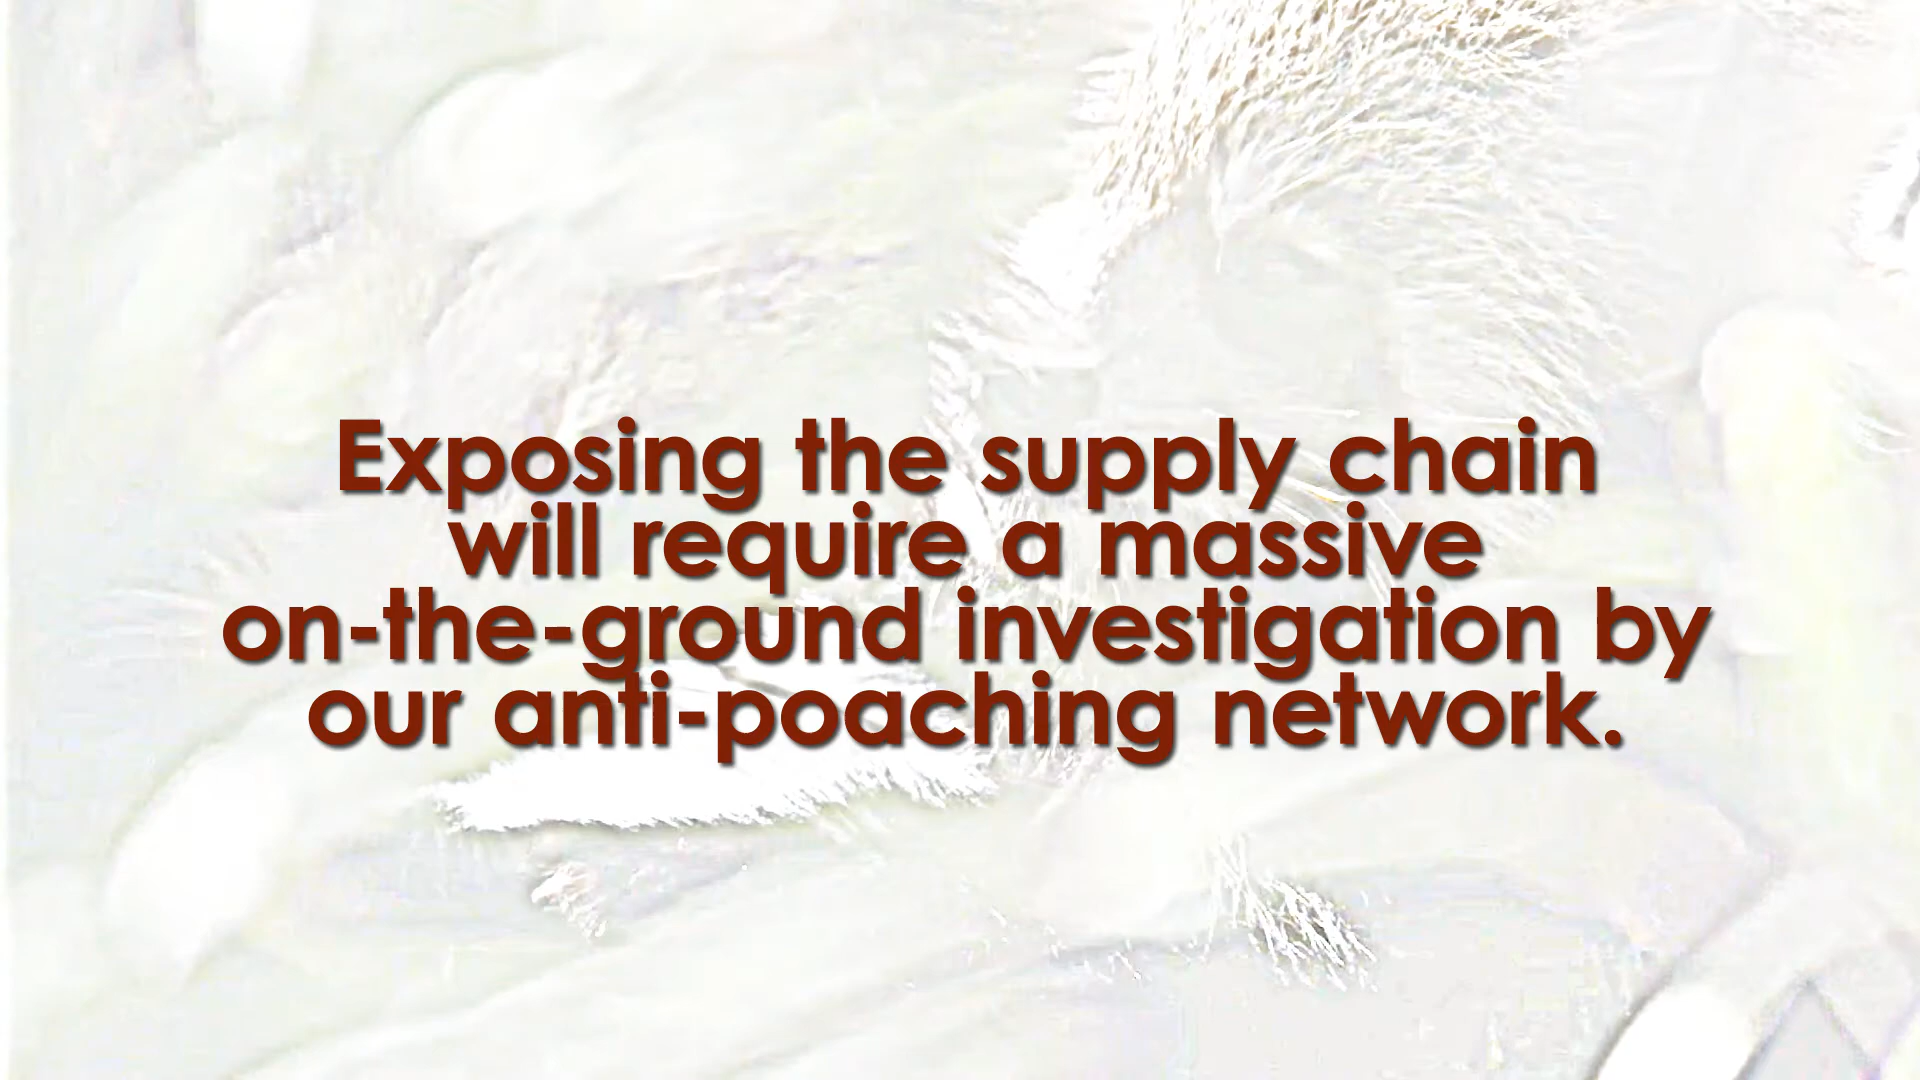 Exposing the supply chain
will require a massive
on-the-ground investigation by
our anti-poaching network.